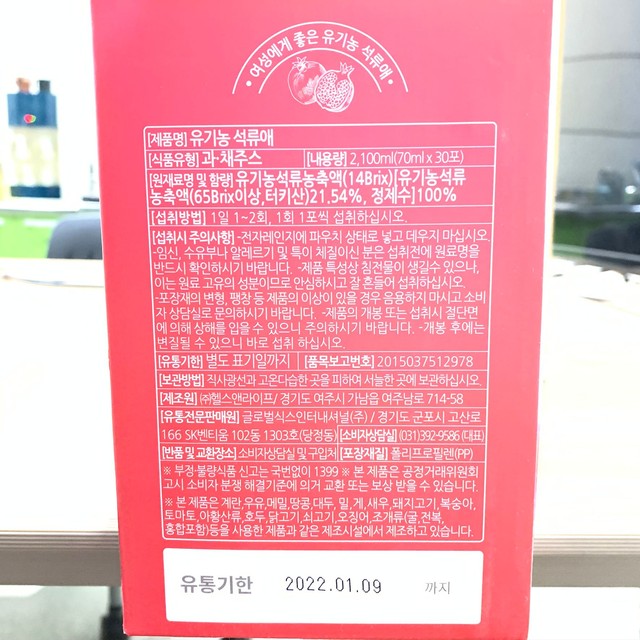 • 여성에게 좋은 유기농 석류애 •
[제품명] 유기농 석류애
[식품유형] 과·채주스 [내용량] 2,100ml(70ml x 30포)
[원재료명 및 함량] 유기농석류농축액(14Brix)[유기농석류
농축액(65Brix이상,터키산)21.54%, 정제수]100%
[섭취방법] 1일 1~2회, 1회 1포씩 섭취하십시오.
[섭취시 주의사항] -전자레인지에 파우치 상태로 넣고 데우지 마십시오.
-임신, 수유부나 알레르기 및 특이 체질이신 분은 섭취전에 원료명을
반드시 확인하시기 바랍니다. -제품 특성상 침전물이 생길수 있으나,
이는 원료 고유의 성분이므로 안심하시고 잘 흔들어 섭취하십시오.
-포장재의 변형, 팽창 등 제품의 이상이 있을 경우 음용하지 마시고 소비
자 상담실로 문의하시기 바랍니다. -제품의 개봉 또는 섭취시 절단면
에 의해 상해를 입을 수 있으니 주의하시기 바랍니다. -개봉 후에는
변질될 수 있으니 바로 섭취 하십시오.
[유통기한] 별도 표기일까지 [품목보고번호] 2015037512978
[보관방법] 직사광선과 고온다습한 곳을 피하여 서늘한 곳에 보관하십시오.
[제조원] ㈜헬스앤라이프/ 경기도 여주시 가남읍 여주남로 714-58
[유통전문판매원] 글로벌식스인터내셔널(주) / 경기도 군포시 고산로
166 SK벤티움 102동 1303호(당정동) [소비자상담실] (031)392-9586 (대표)
[반품 및 교환장소] 소비자상담실 및 구입처 [포장재질] 폴리프로필렌(PP)
※ 부정·불량식품 신고는 국번없이 1399 ※ 본 제품은 공정거래위원회
고시 소비자 분쟁 해결기준에 의거 교환 또는 보상 받을 수 있습니다.
※ 본 제품은 계란,우유,메밀,땅콩,대두, 밀,게,새우,돼지고기,복숭아,
토마토,아황산류,호두,닭고기,쇠고기,오징어,조개류(굴,전복,
홍합포함)등을 사용한 제품과 같은 제조시설에서 제조하고 있습니다.
유통기한 2022.01.09 까지